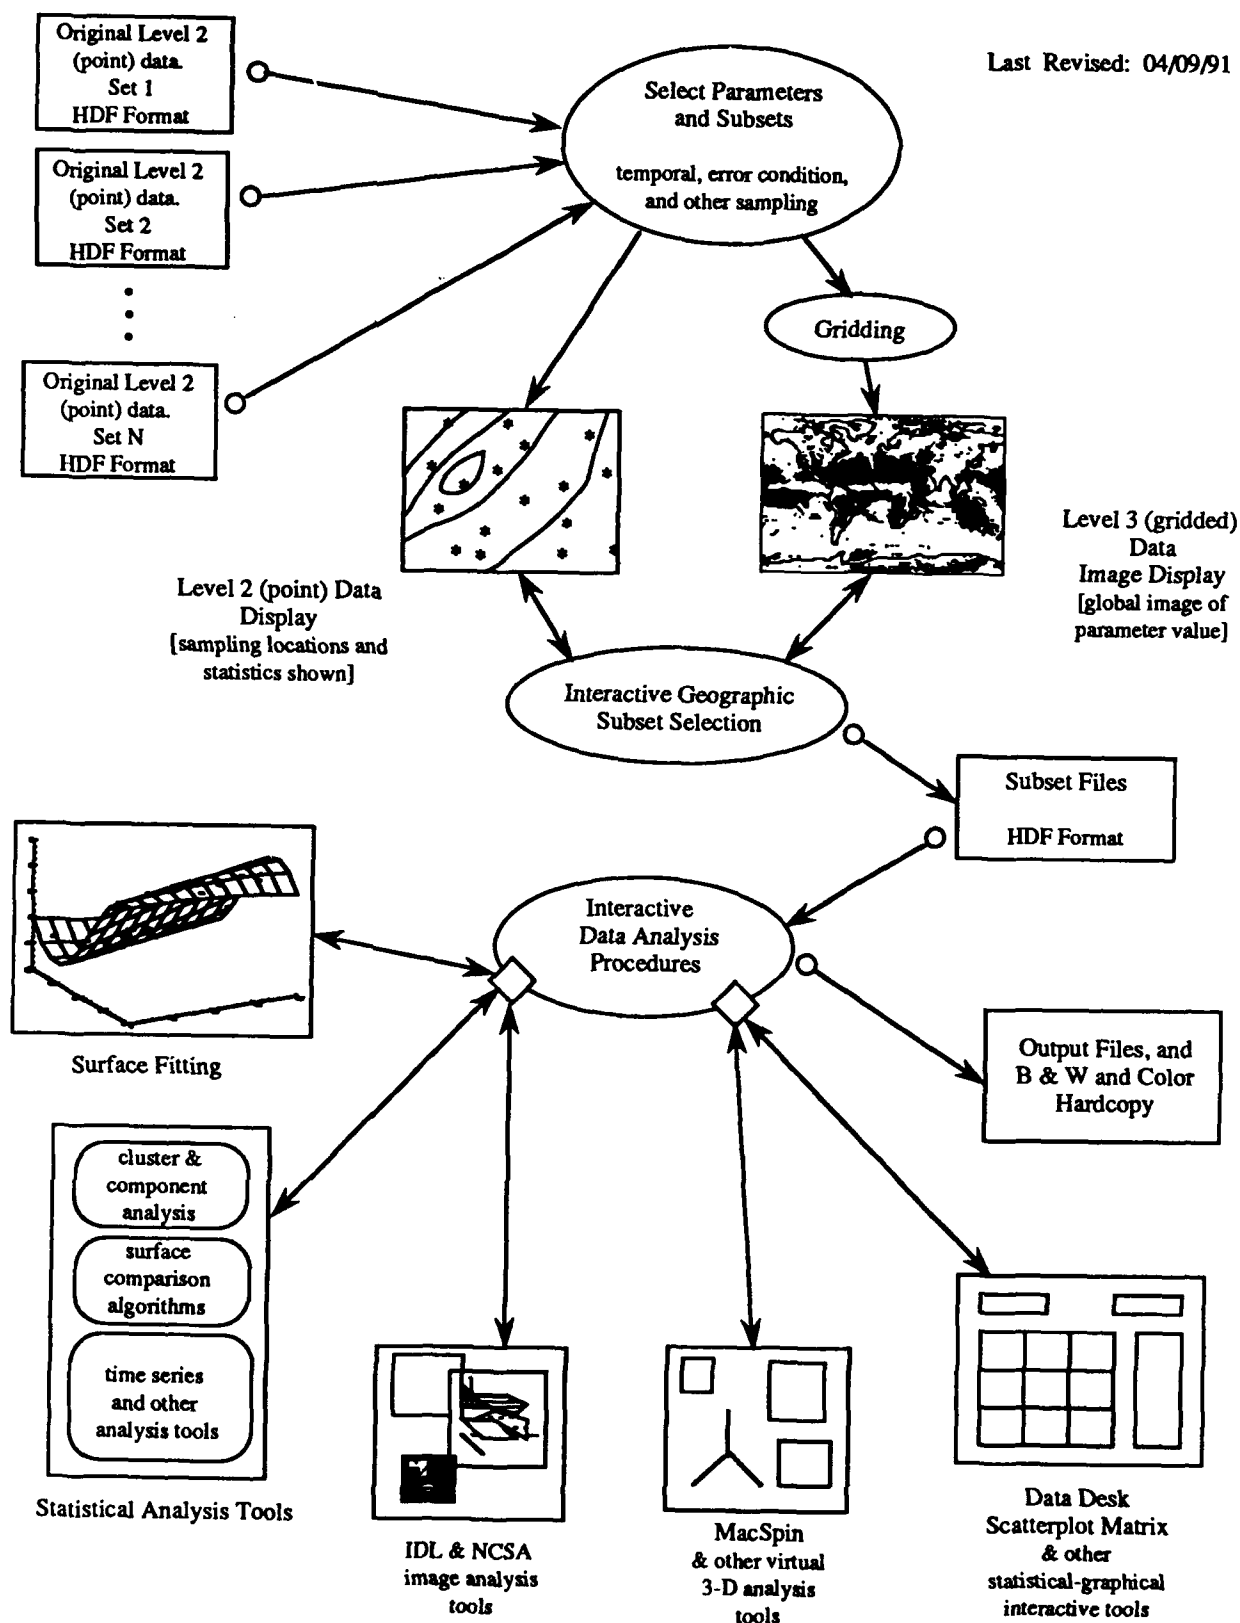 Original Level 2
(point) data.
Set 1
HDF Format
Last Revised: 04/09/91
Select Parameters
and Subsets
temporal, error condition,
and other sampling
Original Level 2
(point) data.
Set 2
HDF Format
Gridding
Original Level 2
(point) data.
Set N
HDF Format
Level 3 (gridded)
Data
Image Display
[global image of
parameter value]
Level 2 (point) Data
Display
[sampling locations and
statistics shown]
Interactive Geographic
Subset Selection
Subset Files
HDF Format
Interactive
Data Analysis
Procedures
Surface Fitting
Output Files, and
B & W and Color
Hardcopy
cluster &
component
analysis
surface
comparison
algorithms
time series
and other
analysis tools
Statistical Analysis Tools
IDL & NCSA
image analysis
tools
MacSpin
& other virtual
3-D analysis
tools
Data Desk
Scatterplot Matrix
& other
statistical-graphical
interactive tools